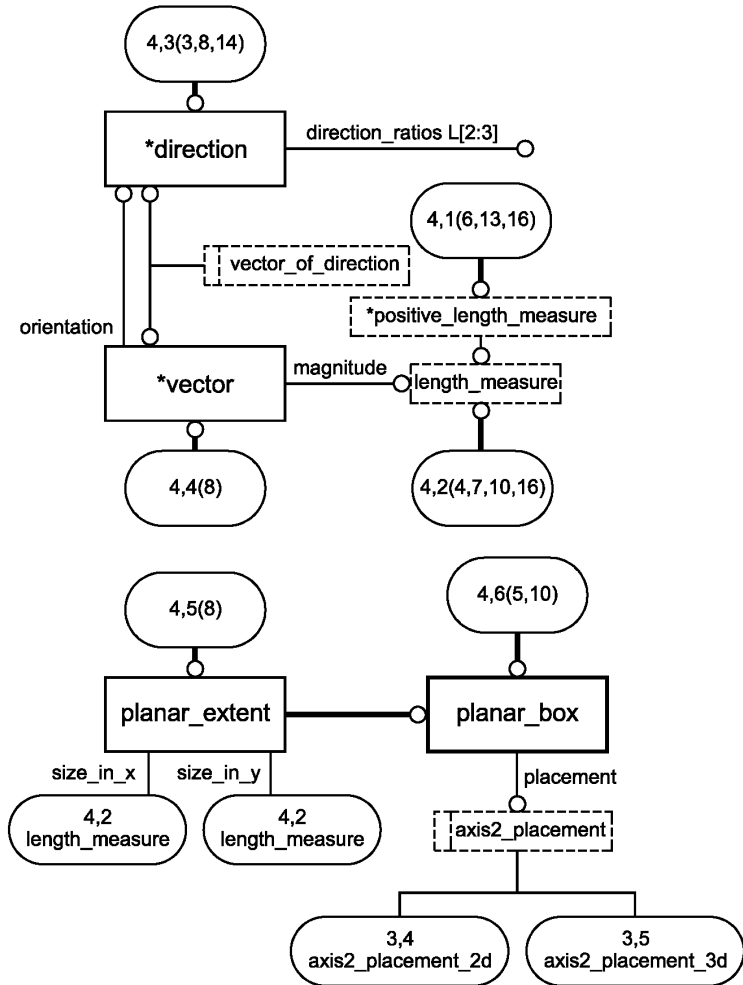 4,3(3,8,14)
*direction
direction_ratios L[2:3]
4,1(6,13,16)
vector_of_direction
*positive_length_measure
orientation
*vector
magnitude
length_measure
4,4(8)
4,2(4,7,10,16)
4,5(8)
4,6(5,10)
planar_extent
planar_box
size_in_x
size_in_y
placement
4,2
length_measure
4,2
length_measure
axis2_placement
3,4
axis2_placement_2d
3,5
axis2_placement_3d